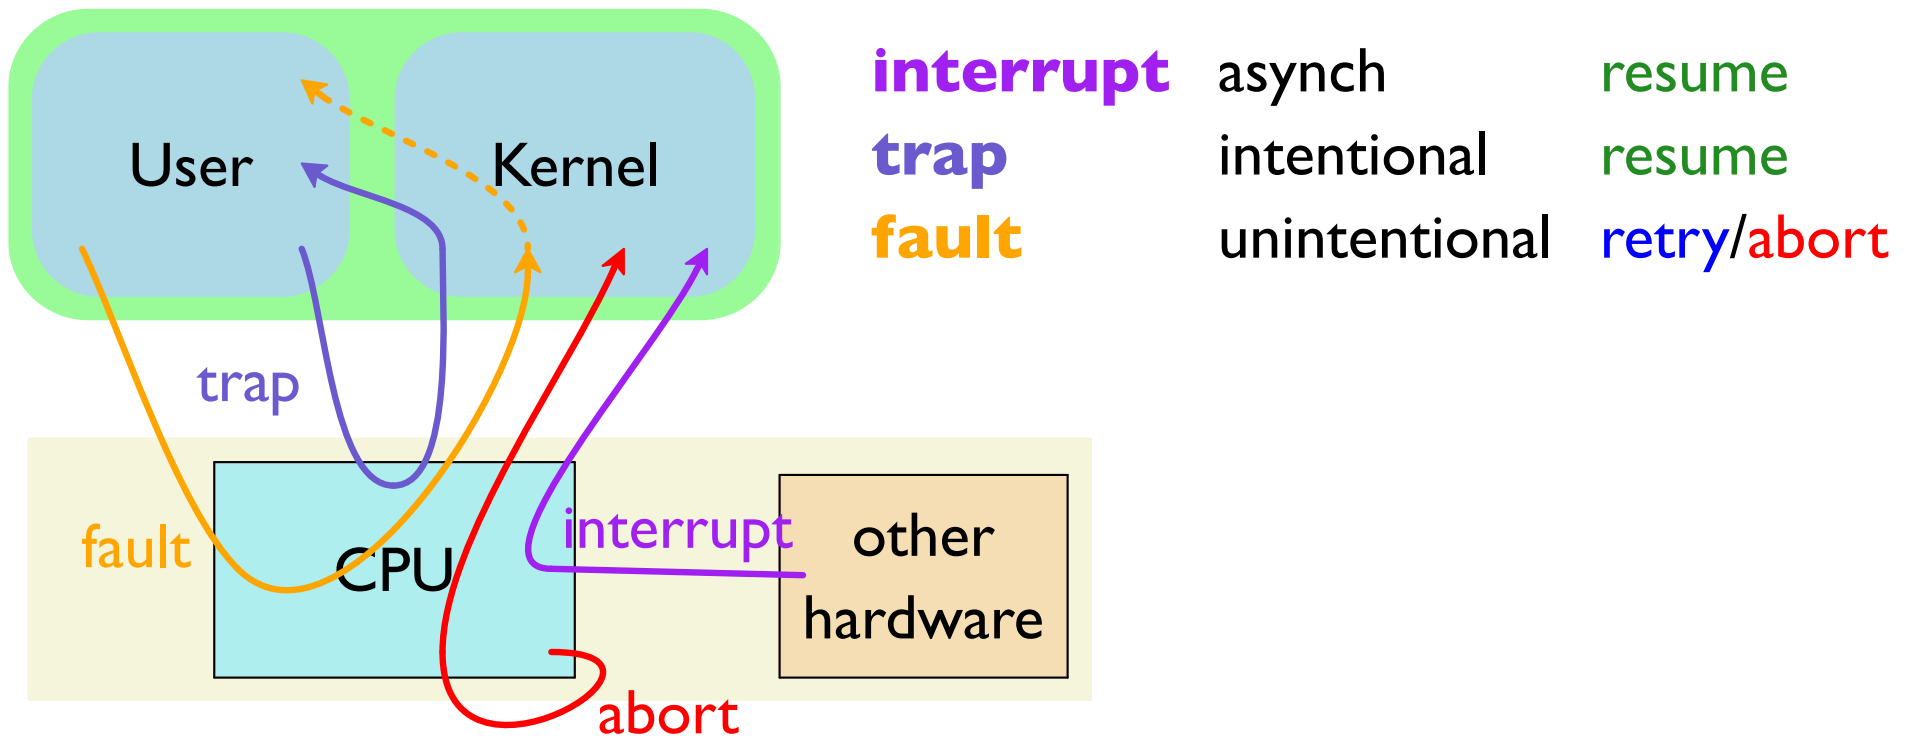 User
Kernel
interrupt asynch resume
trap intentional resume
fault unintentional retry/abort
trap
fault
CPU
interrupt
other
hardware
abort